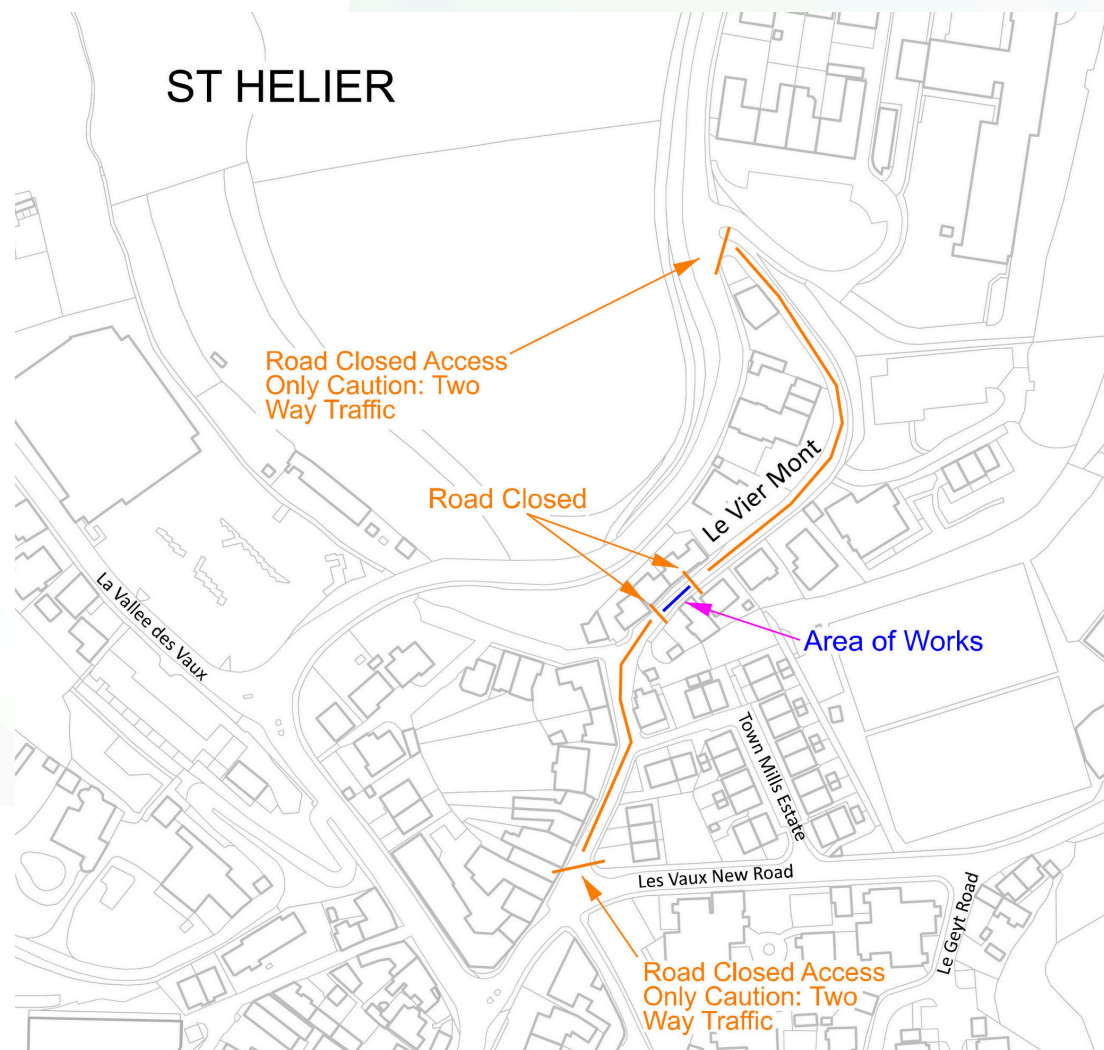 ST HELIER
Road Closed Access
Only Caution: Two
Way Traffic
Road Closed
Le Vier Mont
La Vallee des Vaux
Area of Works
Town Mills Estate
Les Vaux New Road
Le Geyt Road
Road Closed Access
Only Caution: Two
Way Traffic